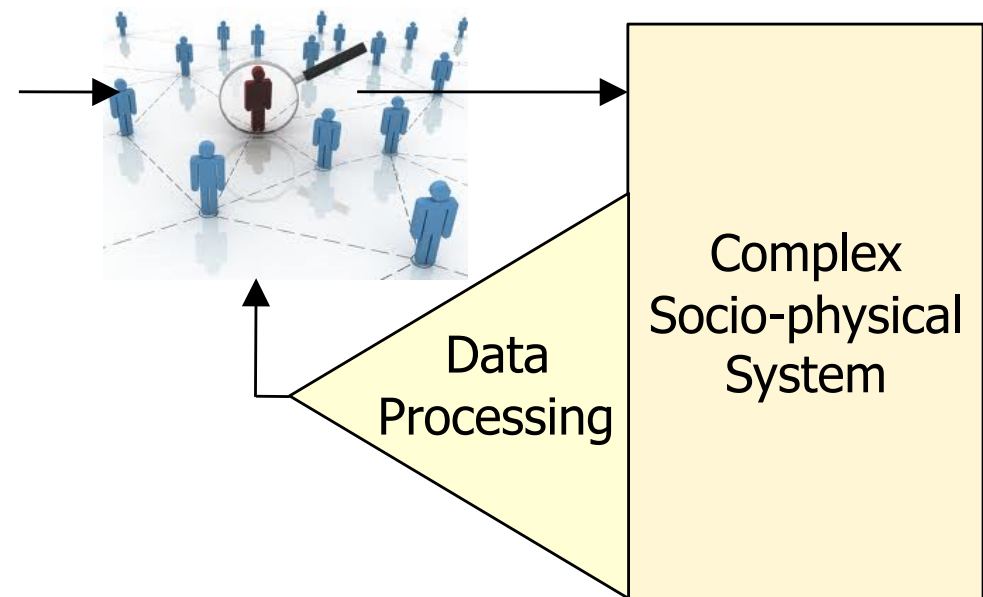 Data
Processing
Complex
Socio-physical
System